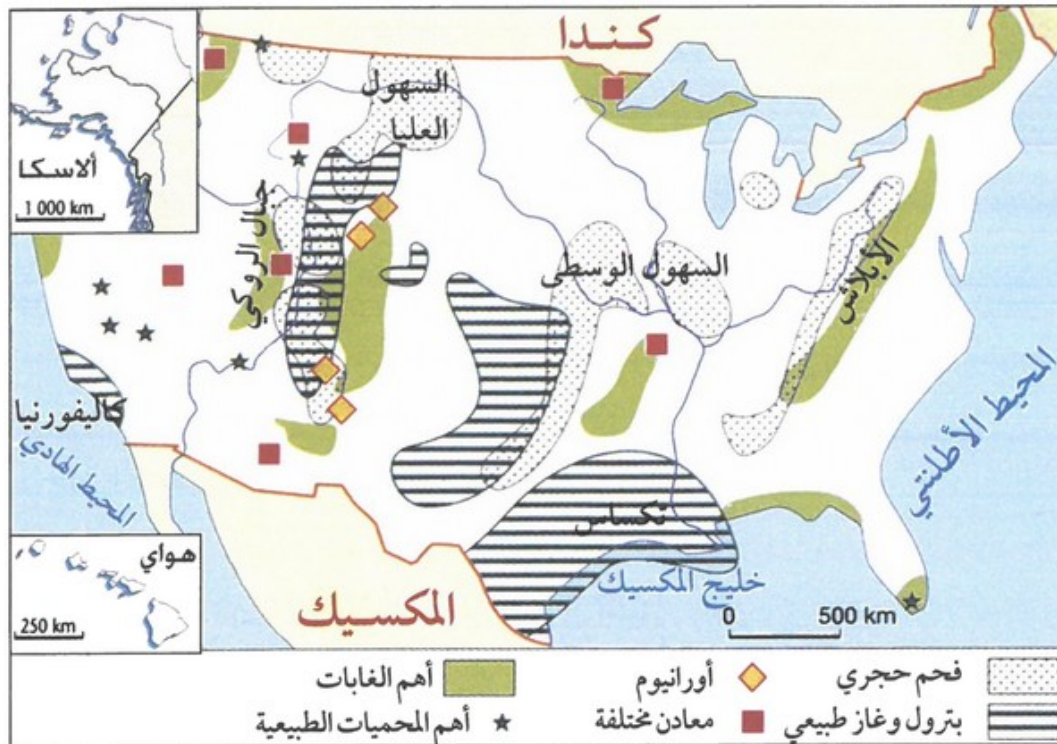 كندا
السهول
العليا
ألاسكا
1 000 km
جبال الروكي
السهول الوسطى
الأبلاش
المحيط الأطلنتي
كاليفورنيا
المحيط الهادي
تكساس
خليج المكسيك
المكسيك
هواي
250 km
0 500 km
فحم حجري
أورانيوم
أهم الغابات
بترول وغاز طبيعي
معادن مختلفة
أهم المحميات الطبيعية